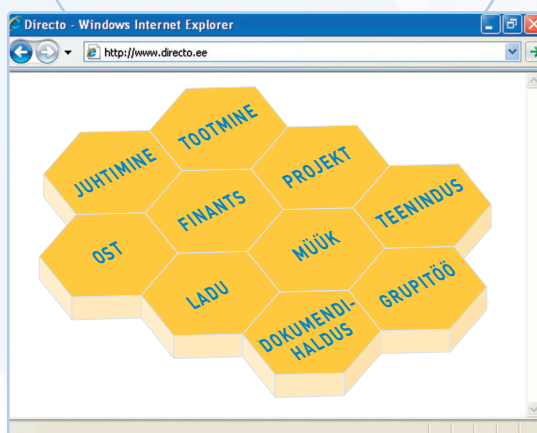 Directo - Windows Internet Explorer
http://www.directo.ee
TOOTMINE
JUHTIMINE
PROJEKT
FINANTS
TEENINDUS
OST
MÜÜK
LADU
GRUPITÖÖ
DOKUMENDI-
HALDUS